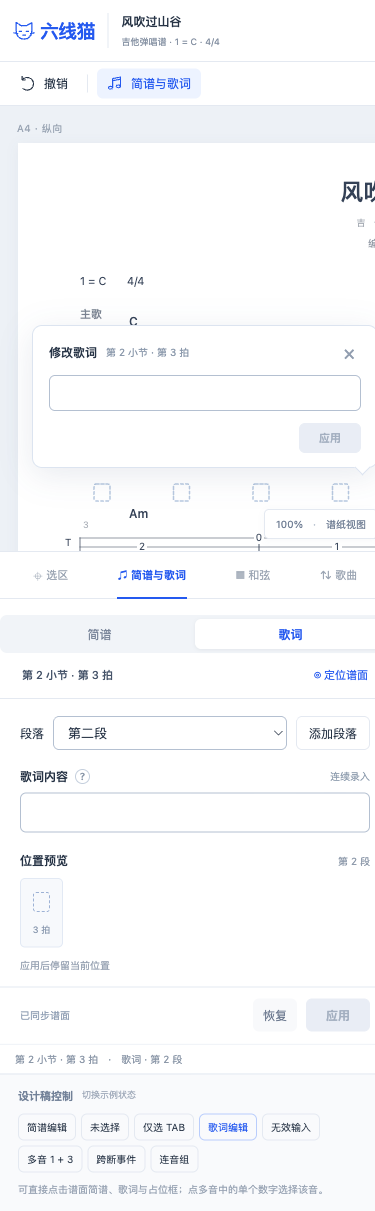 六线猫
风吹过山谷
吉他弹唱谱 · 1 = C · 4/4
撤销
简谱与歌词
A4 · 纵向
风吹
吉 ·
1 = C 4/4
主歌
C
修改歌词 第 2 小节 · 第 3 拍
应用
3
Am
100% · 谱纸视图
T
0
2
1
选区
简谱与歌词
和弦
歌曲
简谱
歌词
第 2 小节 · 第 3 拍
定位谱面
段落
第二段
添加段落
歌词内容 ?
连续录入
位置预览
第 2 段
3 拍
应用后停留当前位置
已同步谱面
恢复
应用
第 2 小节 · 第 3 拍 · 歌词 · 第 2 段
设计稿控制 切换示例状态
简谱编辑
未选择
仅选 TAB
歌词编辑
无效输入
多音 1 + 3
跨断事件
连音组
可直接点击谱面简谱、歌词与占位框；点多音中的单个数字选择该音。